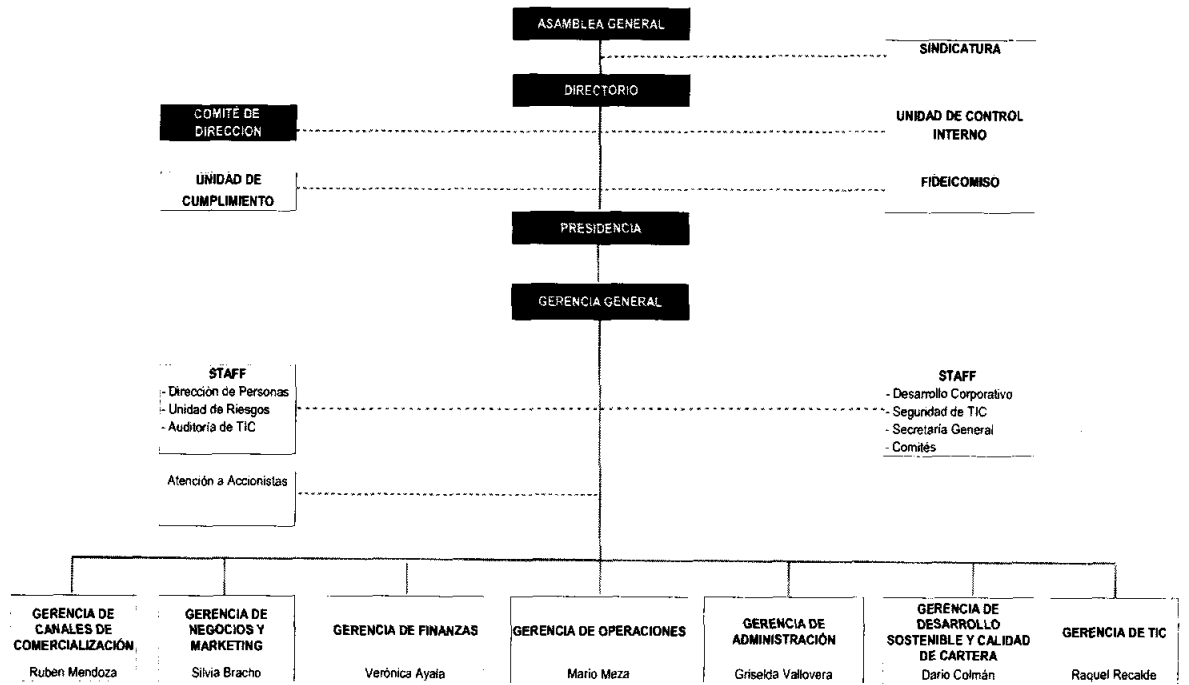 ASAMBLEA GENERAL
SINDICATURA
DIRECTORIO
COMITÉ DE
DIRECCION
UNIDAD DE CONTROL
INTERNO
UNIDAD DE
CUMPLIMIENTO
FIDEICOMISO
PRESIDENCIA
GERENCIA GENERAL
STAFF
- Dirección de Personas
- Unidad de Riesgos
- Auditoría de TIC
STAFF
- Desarrollo Corporativo
- Seguridad de TIC
- Secretaría General
- Comités
Atención a Accionistas
GERENCIA DE
CANALES DE
COMERCIALIZACIÓN
Ruben Mendoza
GERENCIA DE
NEGOCIOS Y
MARKETING
Silvia Bracho
GERENCIA DE FINANZAS
Verónica Ayala
GERENCIA DE OPERACIONES
Mario Meza
GERENCIA DE
ADMINISTRACIÓN
Griselda Vallovera
GERENCIA DE
DESARROLLO
SOSTENIBLE Y CALIDAD
DE CARTERA
Dario Colmán
GERENCIA DE TIC
Raquel Recalde